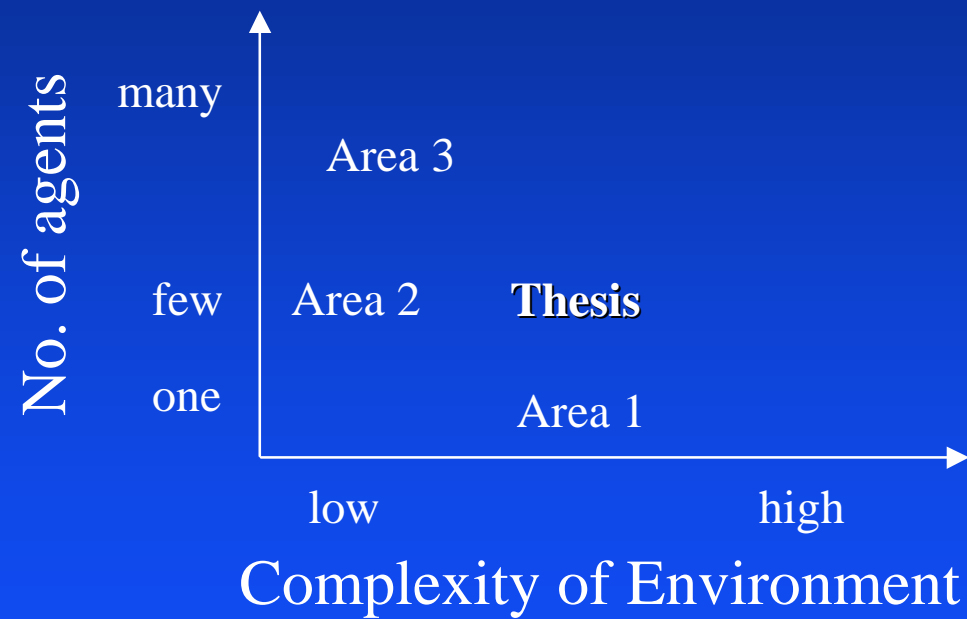 No. of agents
many
Area 3
few
Area 2
Thesis
one
Area 1
low
high
Complexity of Environment